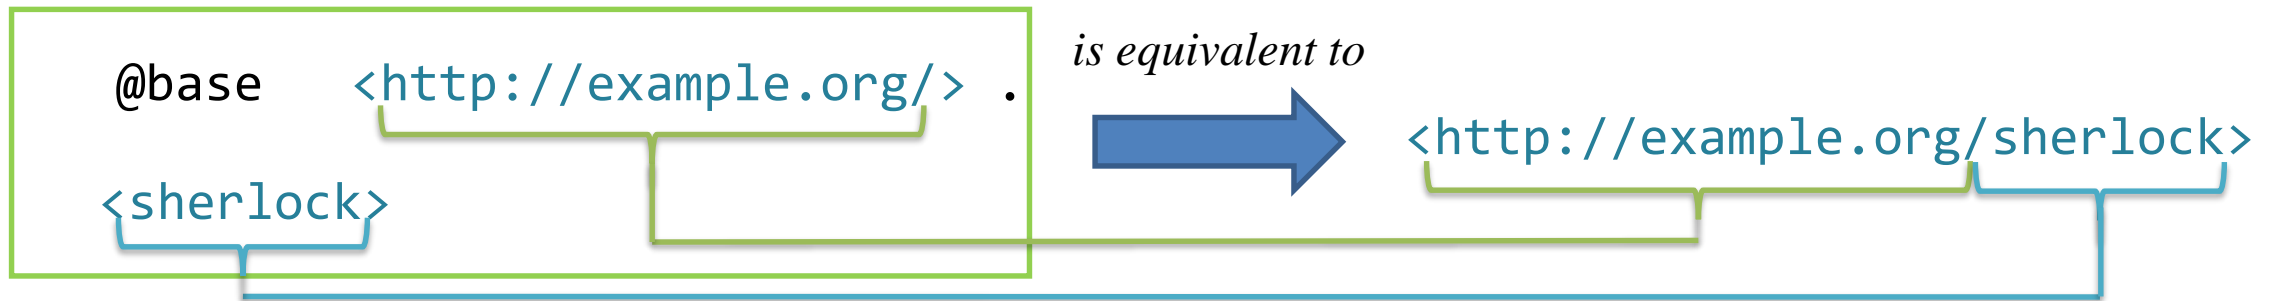 @base <http://example.org/> .
<sherlock>
is equivalent to
<http://example.org/sherlock>